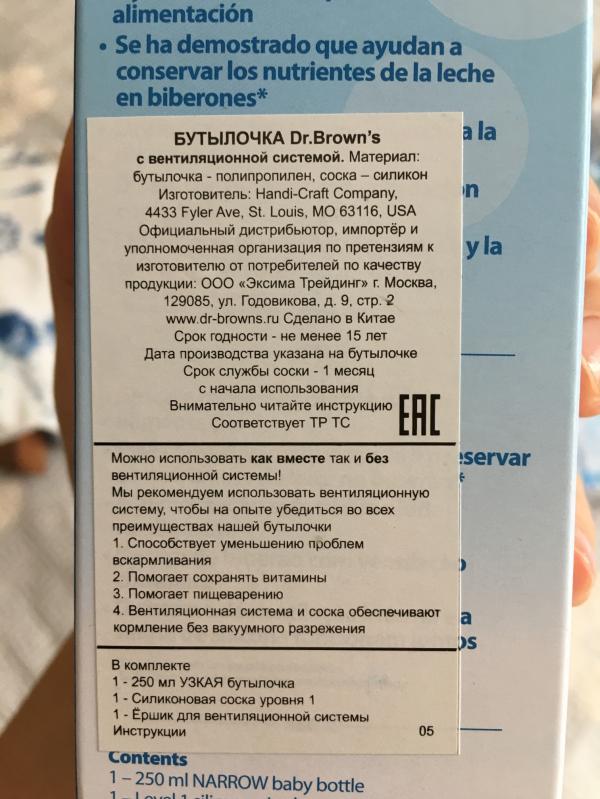 alimentación
• Se ha demostrado que ayudan a
conservar los nutrientes de la leche
en biberones*
a la
y la
БУТЫЛОЧКА Dr.Brown's
с вентиляционной системой. Материал:
бутылочка - полипропилен, соска – силикон
Изготовитель: Handi-Craft Company,
4433 Fyler Ave, St. Louis, MO 63116, USA
Официальный дистрибьютор, импортёр и
уполномоченная организация по претензиям к
изготовителю от потребителей по качеству
продукции: ООО «Эксима Трейдинг» г. Москва,
129085, ул. Годовикова, д. 9, стр. 2
www.dr-browns.ru Сделано в Китае
Срок годности - не менее 15 лет
Дата производства указана на бутылочке
Срок службы соски - 1 месяц
с начала использования
Внимательно читайте инструкцию
Соответствует ТР ТС
EAC
Можно использовать как вместе так и без
вентиляционной системы!
Мы рекомендуем использовать вентиляционную
систему, чтобы на опыте убедиться во всех
преимуществах нашей бутылочки
1. Способствует уменьшению проблем
вскармливания
2. Помогает сохранять витамины
3. Помогает пищеварению
4. Вентиляционная система и соска обеспечивают
кормление без вакуумного разрежения
В комплекте
1 - 250 мл УЗКАЯ бутылочка
1 - Силиконовая соска уровня 1
1 - Ёршик для вентиляционной системы
Инструкции 05
Contents
1 – 250 ml NARROW baby bottle